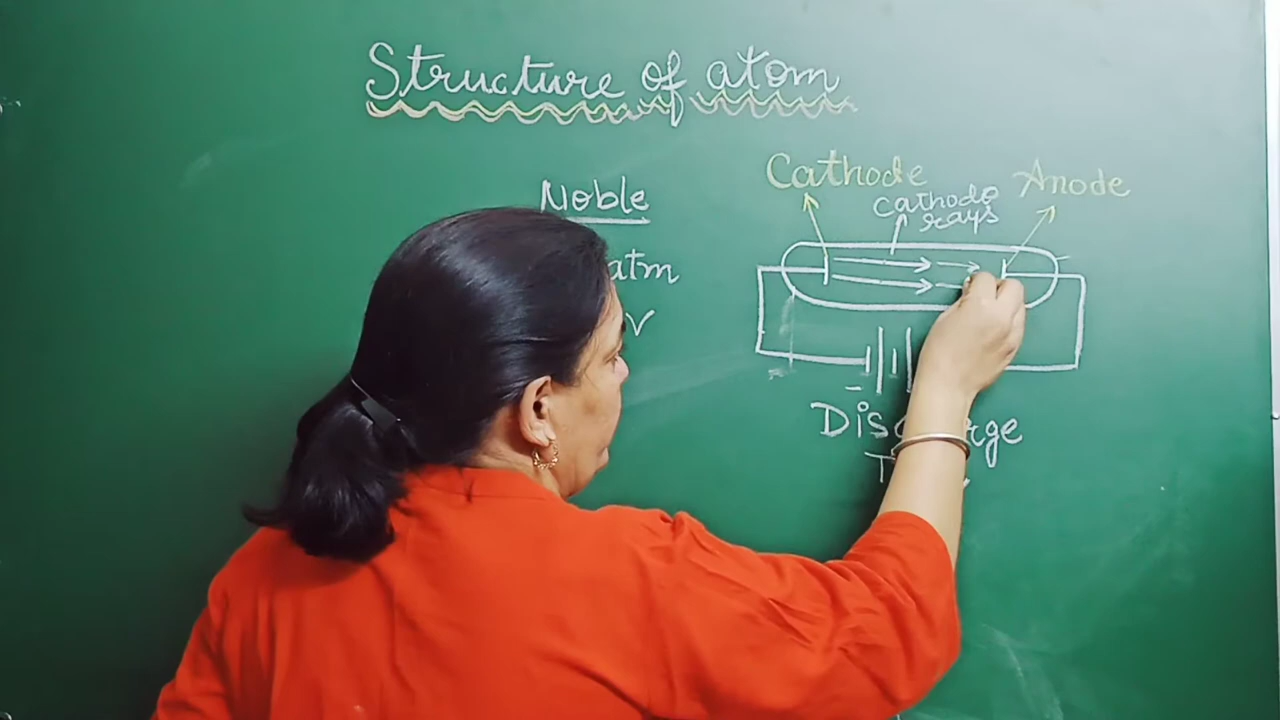 Structure of atom
Noble
atm
V
Cathode
Anode
Cathode
rays
-